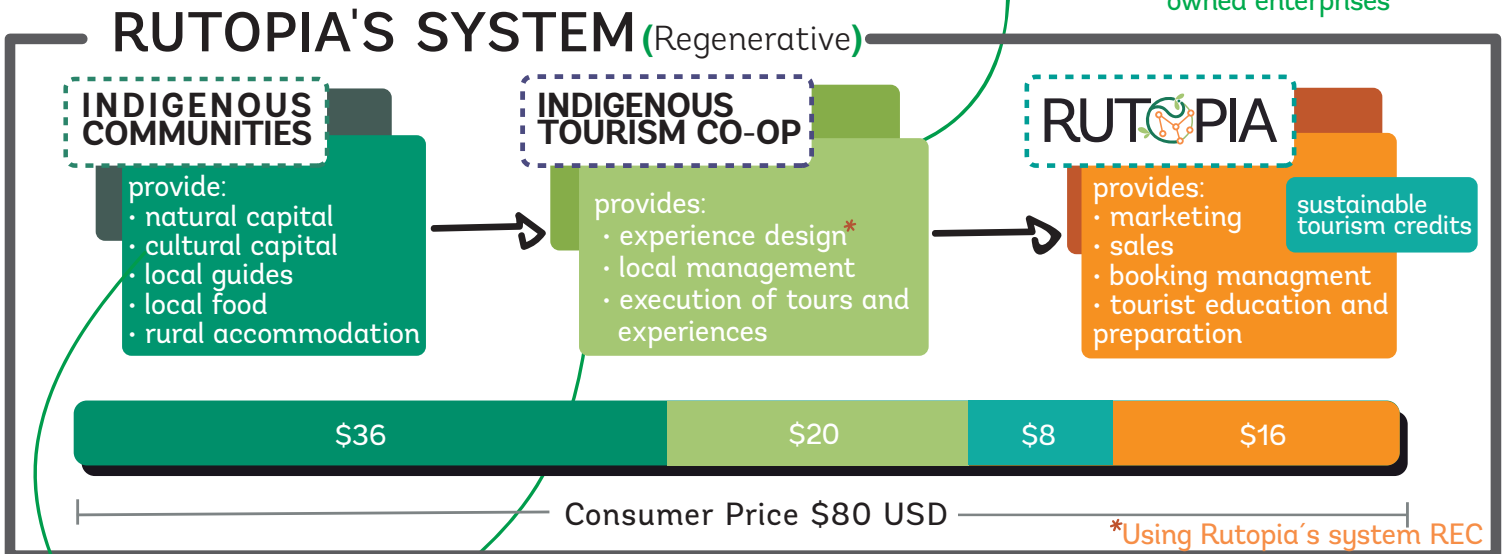 owned enterprises
RUTOPIA'S SYSTEM (Regenerative)
INDIGENOUS
COMMUNITIES
provide:
· natural capital
· cultural capital
· local guides
· local food
· rural accommodation
INDIGENOUS
TOURISM CO-OP
provides:
· experience design*
· local management
· execution of tours and
experiences
RUTOPIA
provides:
· marketing
· sales
· booking managment
· tourist education and
preparation
sustainable
tourism credits
$36
$20
$8
$16
Consumer Price $80 USD
*Using Rutopia´s system REC